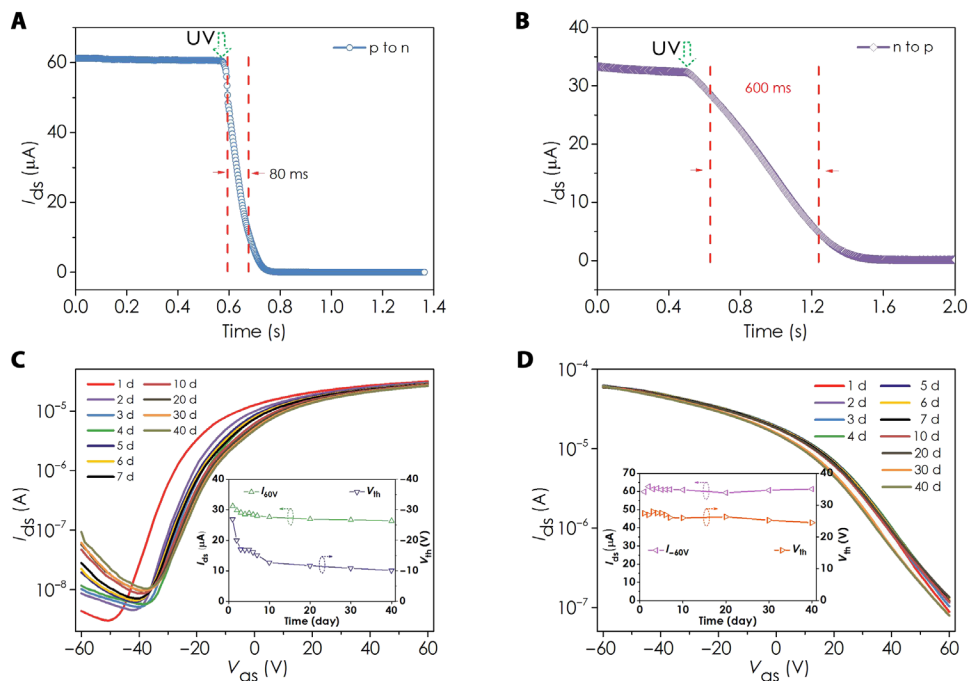 A
UV
p to n
80 ms
60
40
20
0
I_ds (μA)
0.0 0.2 0.4 0.6 0.8 1.0 1.2 1.4
Time (s)
B
UV
n to p
600 ms
40
30
20
10
0
I_ds (μA)
0.0 0.4 0.8 1.2 1.6 2.0
Time (s)
C
1 d 10 d
2 d 20 d
3 d 30 d
4 d 40 d
5 d
6 d
7 d
10⁻⁵
10⁻⁶
10⁻⁷
10⁻⁸
I_ds (A)
−60 −40 −20 0 20 40 60
V_gs (V)
I_60V V_th
40
30
20
10
0
I_ds (μA)
−40
−30
−20
−10
0
V_th (V)
0 10 20 30 40
Time (day)
D
1 d 5 d
2 d 6 d
3 d 7 d
4 d 10 d
20 d
30 d
40 d
10⁻⁴
10⁻⁵
10⁻⁶
10⁻⁷
I_ds (A)
−60 −40 −20 0 20 40 60
V_gs (V)
I_−60V V_th
70
60
50
40
30
20
10
0
I_ds (μA)
40
30
20
10
0
V_th (V)
0 10 20 30 40
Time (day)